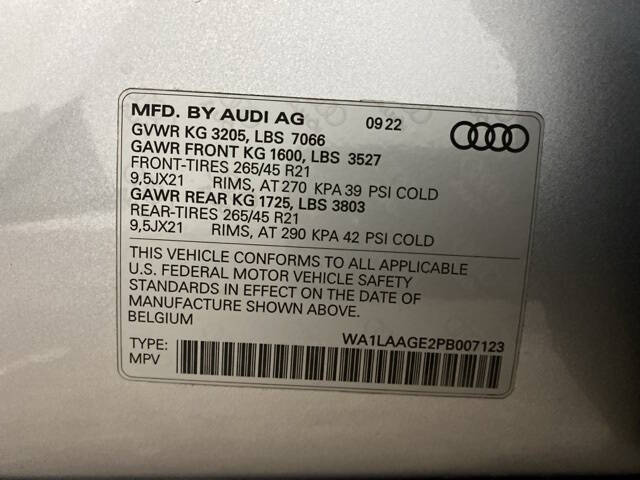 MFD. BY AUDI AG 09 22
GVWR KG 3205, LBS 7066
GAWR FRONT KG 1600, LBS 3527
FRONT-TIRES 265/45 R21
9,5JX21 RIMS, AT 270 KPA 39 PSI COLD
GAWR REAR KG 1725, LBS 3803
REAR-TIRES 265/45 R21
9,5JX21 RIMS, AT 290 KPA 42 PSI COLD
THIS VEHICLE CONFORMS TO ALL APPLICABLE
U.S. FEDERAL MOTOR VEHICLE SAFETY
STANDARDS IN EFFECT ON THE DATE OF
MANUFACTURE SHOWN ABOVE.
BELGIUM
TYPE: WA1LAAGE2PB007123
MPV